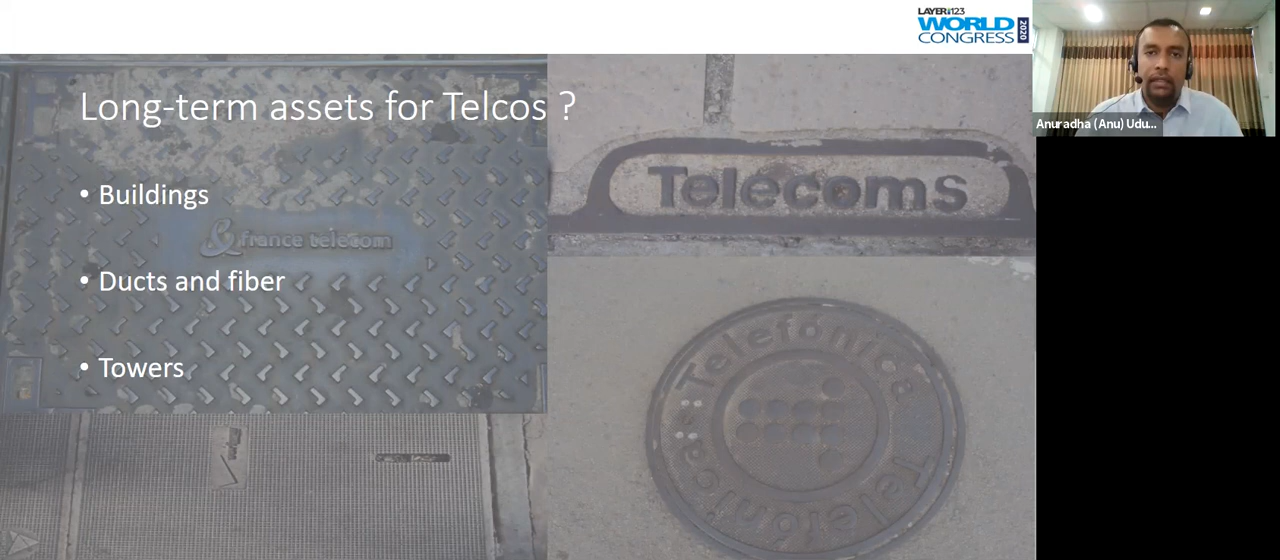 LAYER123
WORLD
CONGRESS
2020
Anuradha (Anu) Udu...
Long-term assets for Telcos ?
• Buildings
• Ducts and fiber
• Towers
& france telecom
Telecoms
Telefónica